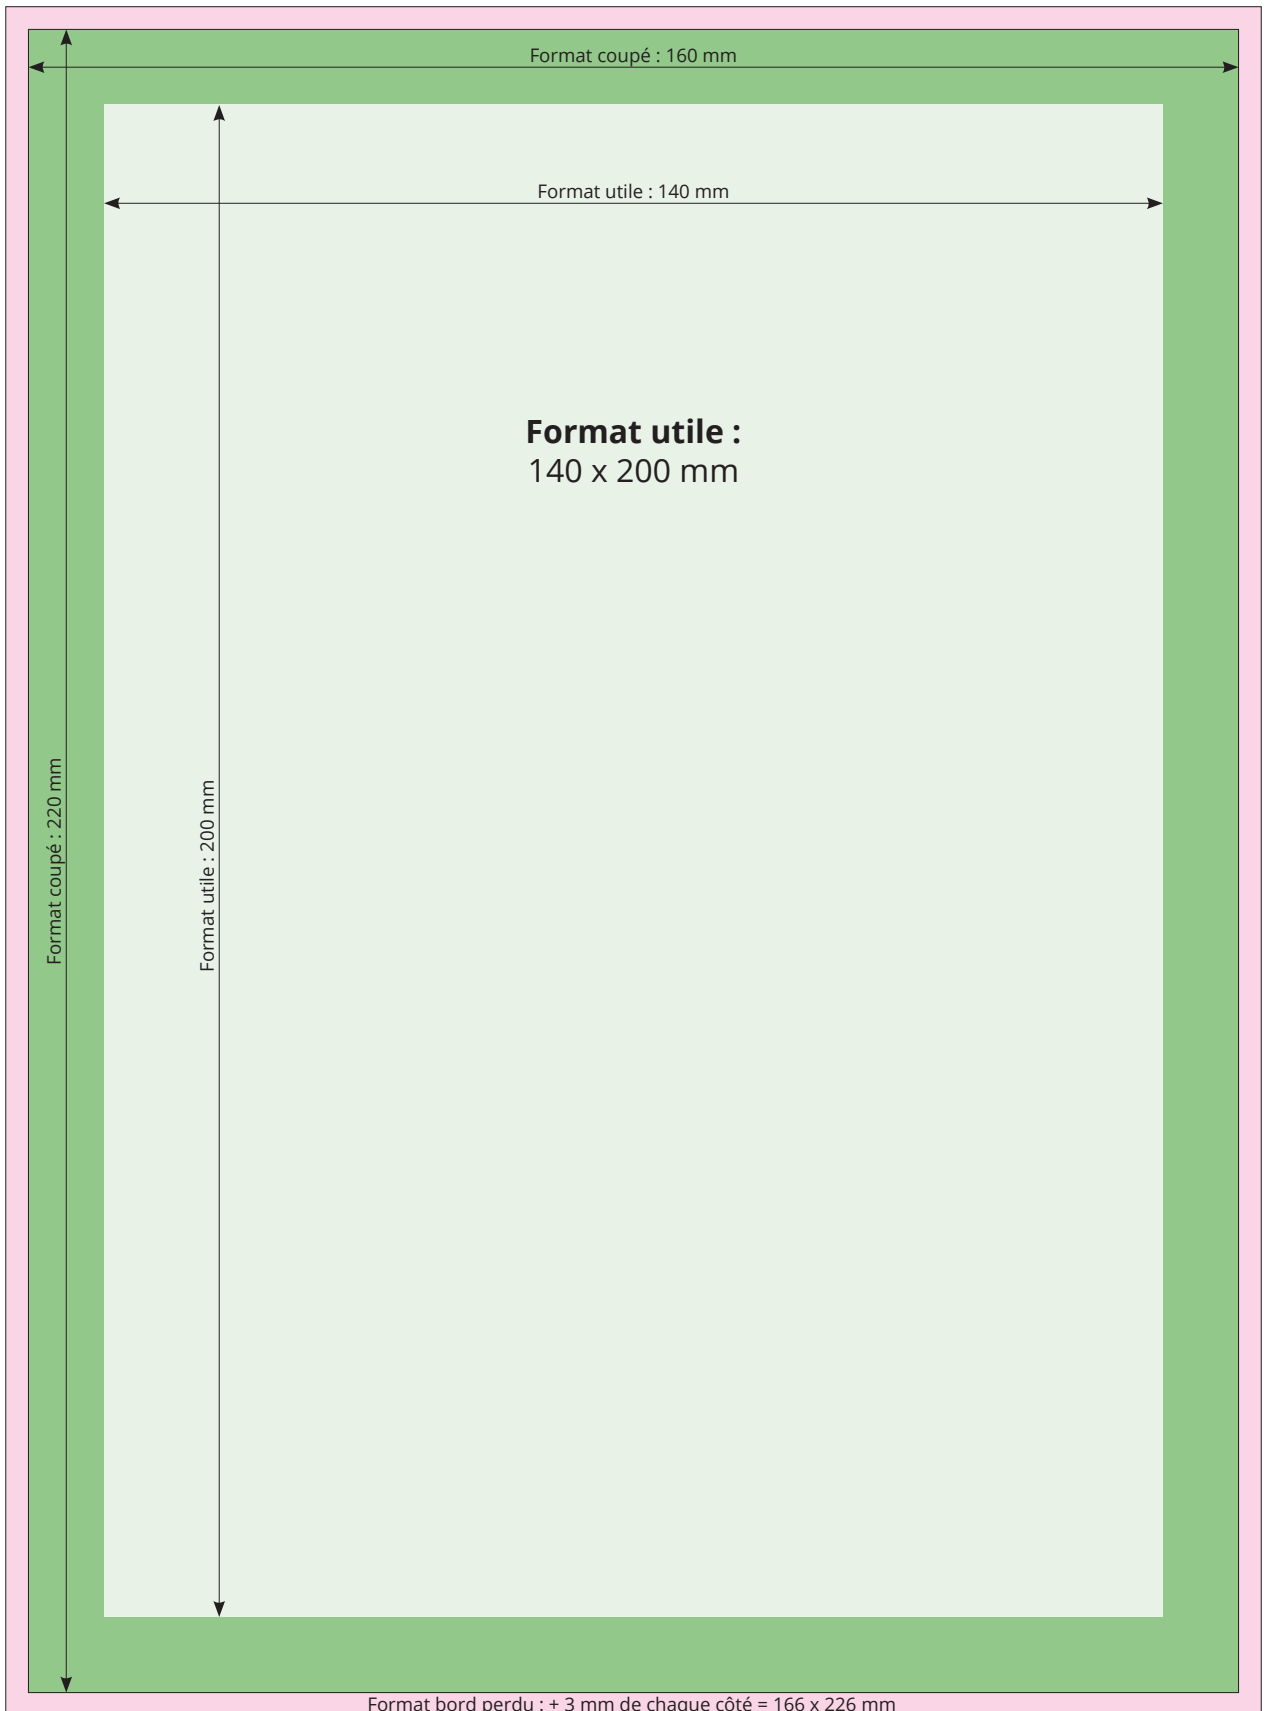 Format coupé : 160 mm
Format utile : 140 mm
Format utile :
140 x 200 mm
Format coupé : 220 mm
Format utile : 200 mm
Format bord perdu : + 3 mm de chaque côté = 166 x 226 mm